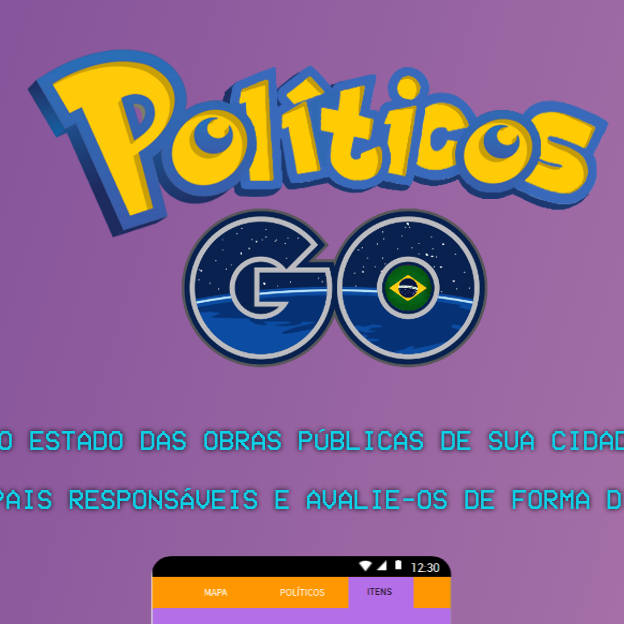 Políticos
GO
O ESTADO DAS OBRAS PÚBLICAS DE SUA CIDAD
PAIS RESPONSÁVEIS E AVALIE-OS DE FORMA D
12:30
MAPA POLÍTICOS ITENS